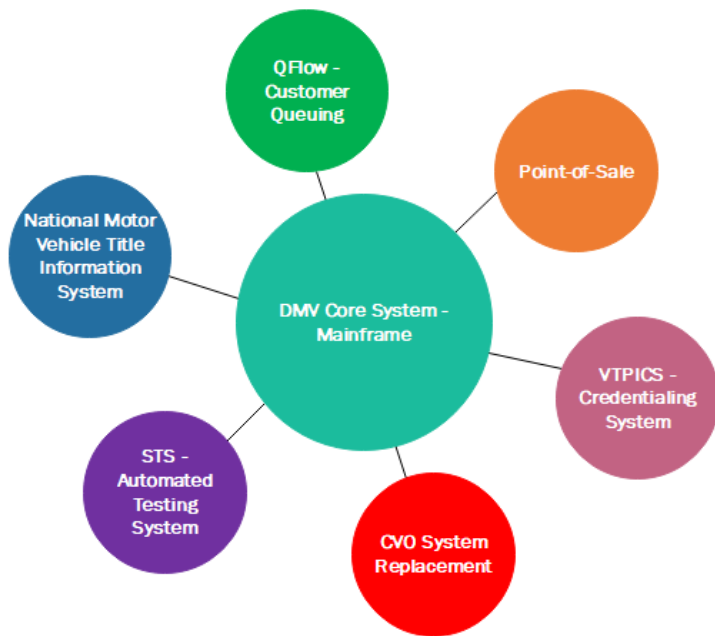 QFlow -
Customer
Queuing
Point-of-Sale
National Motor
Vehicle Title
Information
System
DMV Core System -
Mainframe
VTPICS -
Credentialing
System
STS -
Automated
Testing
System
CVO System
Replacement